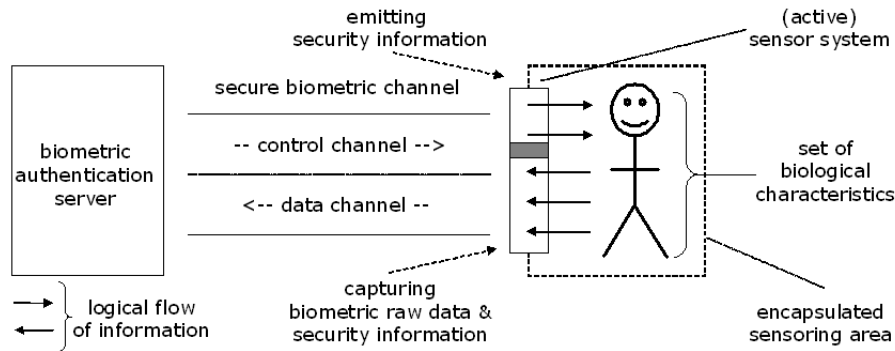 emitting
security information
(active)
sensor system
secure biometric channel
-- control channel -->
<-- data channel --
biometric
authentication
server
set of
biological
characteristics
capturing
biometric raw data &
security information
encapsulated
sensoring area
logical flow
of information